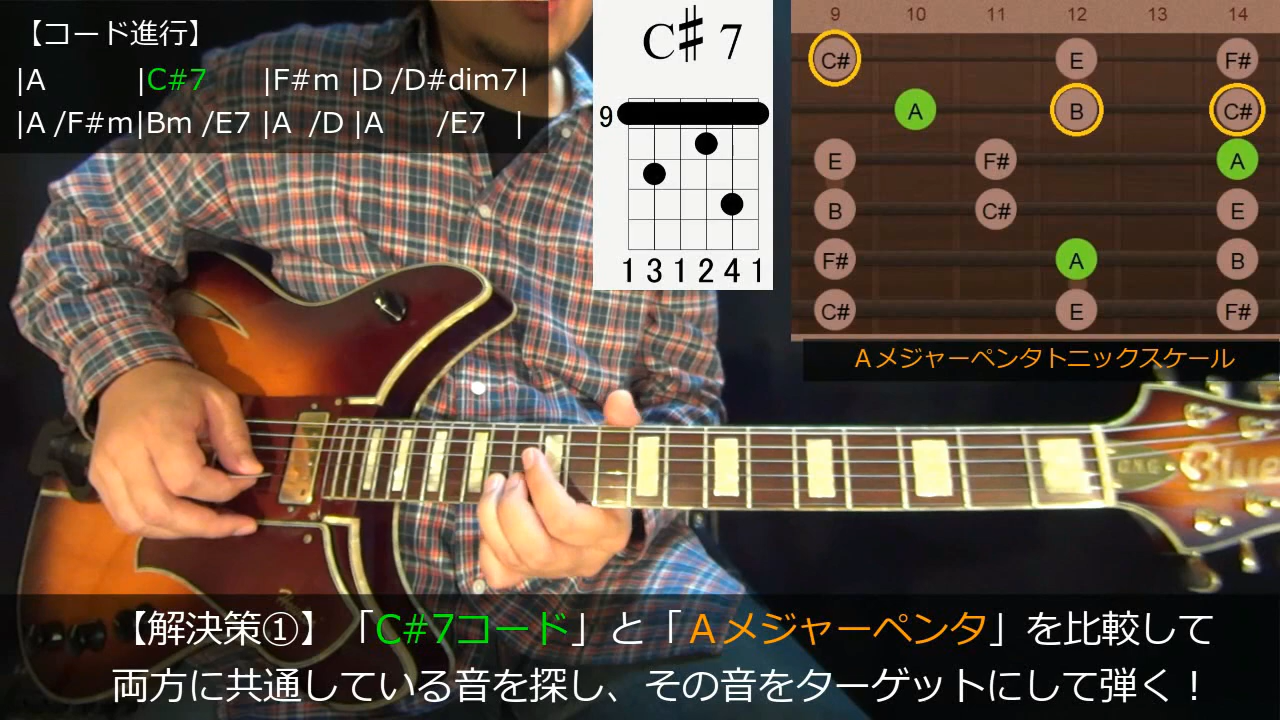 【コード進行】
|A |C#7 |F#m |D /D#dim7|
|A /F#m|Bm /E7 |A /D |A /E7 |
C♯7
9
1 3 1 2 4 1
9 10 11 12 13 14
C# E F#
A B C#
E F# A
B C# E
F# A B
C# E F#
Aメジャーペンタトニックスケール
Blue
【解決策①】「C#7コード」と「Aメジャーペンタ」を比較して
両方に共通している音を探し、その音をターゲットにして弾く！